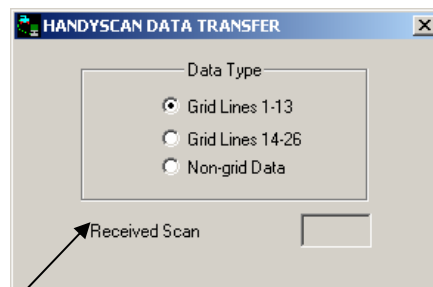 HANDYSCAN DATA TRANSFER
Data Type
Grid Lines 1-13
Grid Lines 14-26
Non-grid Data
Received Scan